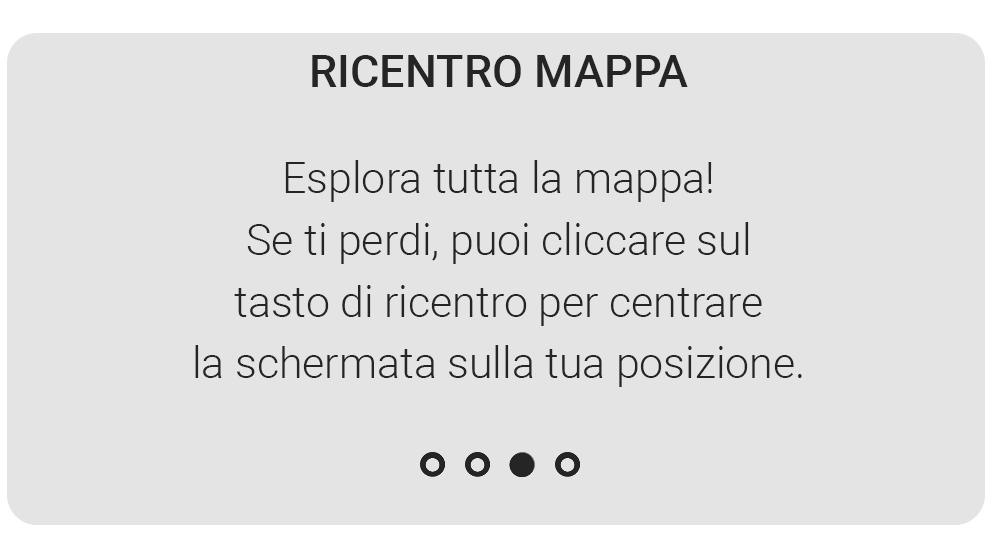 RICENTRO MAPPA
Esplora tutta la mappa!
Se ti perdi, puoi cliccare sul
tasto di ricentro per centrare
la schermata sulla tua posizione.